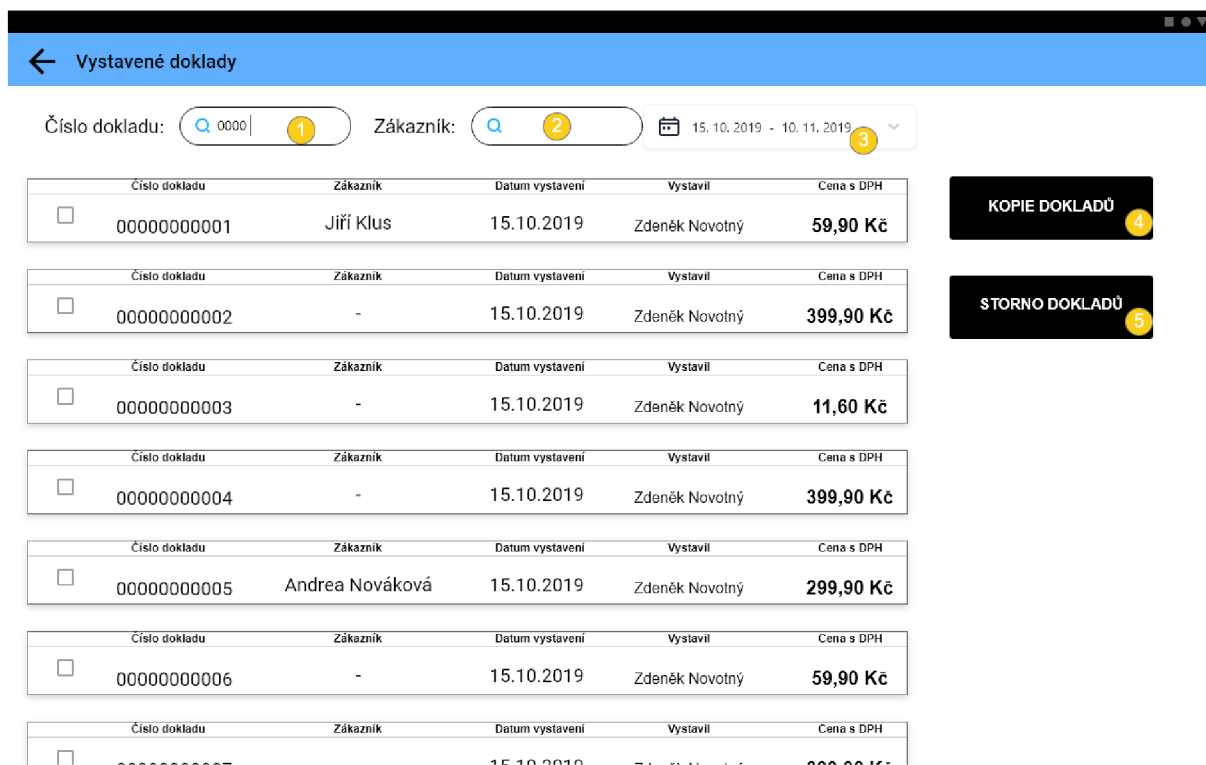 Vystavené doklady
Číslo dokladu: 0000 1 Zákazník: 2 15. 10. 2019 - 10. 11. 2019 3
Číslo dokladu Zákazník Datum vystavení Vystavil Cena s DPH
00000000001 Jiří Klus 15.10.2019 Zdeněk Novotný 59,90 Kč
KOPIE DOKLADŮ 4
Číslo dokladu Zákazník Datum vystavení Vystavil Cena s DPH
00000000002 - 15.10.2019 Zdeněk Novotný 399,90 Kč
STORNO DOKLADŮ 5
Číslo dokladu Zákazník Datum vystavení Vystavil Cena s DPH
00000000003 - 15.10.2019 Zdeněk Novotný 11,60 Kč
Číslo dokladu Zákazník Datum vystavení Vystavil Cena s DPH
00000000004 - 15.10.2019 Zdeněk Novotný 399,90 Kč
Číslo dokladu Zákazník Datum vystavení Vystavil Cena s DPH
00000000005 Andrea Nováková 15.10.2019 Zdeněk Novotný 299,90 Kč
Číslo dokladu Zákazník Datum vystavení Vystavil Cena s DPH
00000000006 - 15.10.2019 Zdeněk Novotný 59,90 Kč
Číslo dokladu Zákazník Datum vystavení Vystavil Cena s DPH